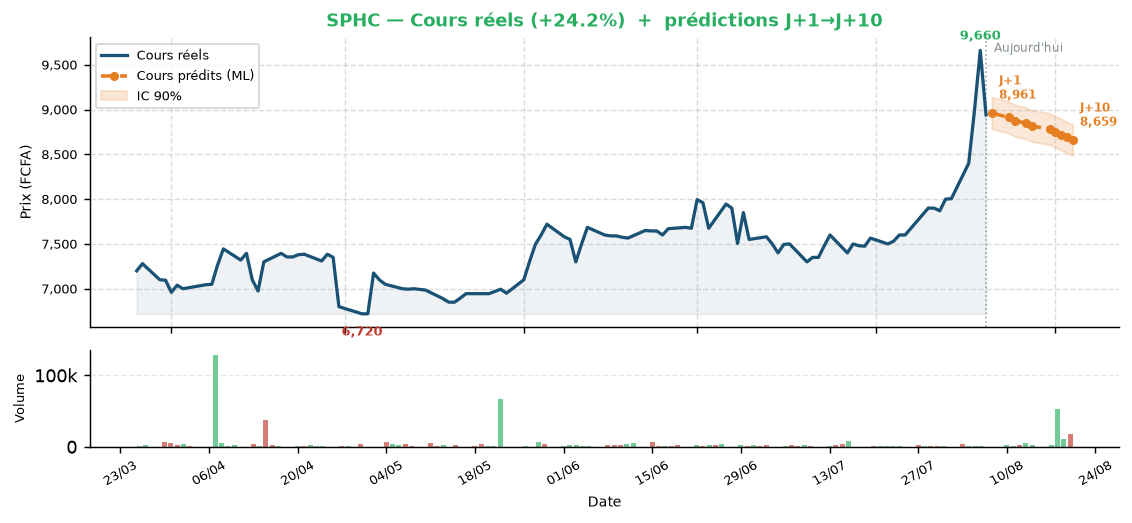 SPHC — Cours réels (+24.2%)  +  prédictions J+1→J+10
Cours réels
Cours prédits (ML)
IC 90%
9,660
Aujourd'hui
J+1
8,961
J+10
8,659
6,720
Prix (FCFA)
9,500
9,000
8,500
8,000
7,500
7,000
Volume
100k
0
23/03
06/04
20/04
04/05
18/05
01/06
15/06
29/06
13/07
27/07
10/08
24/08
Date